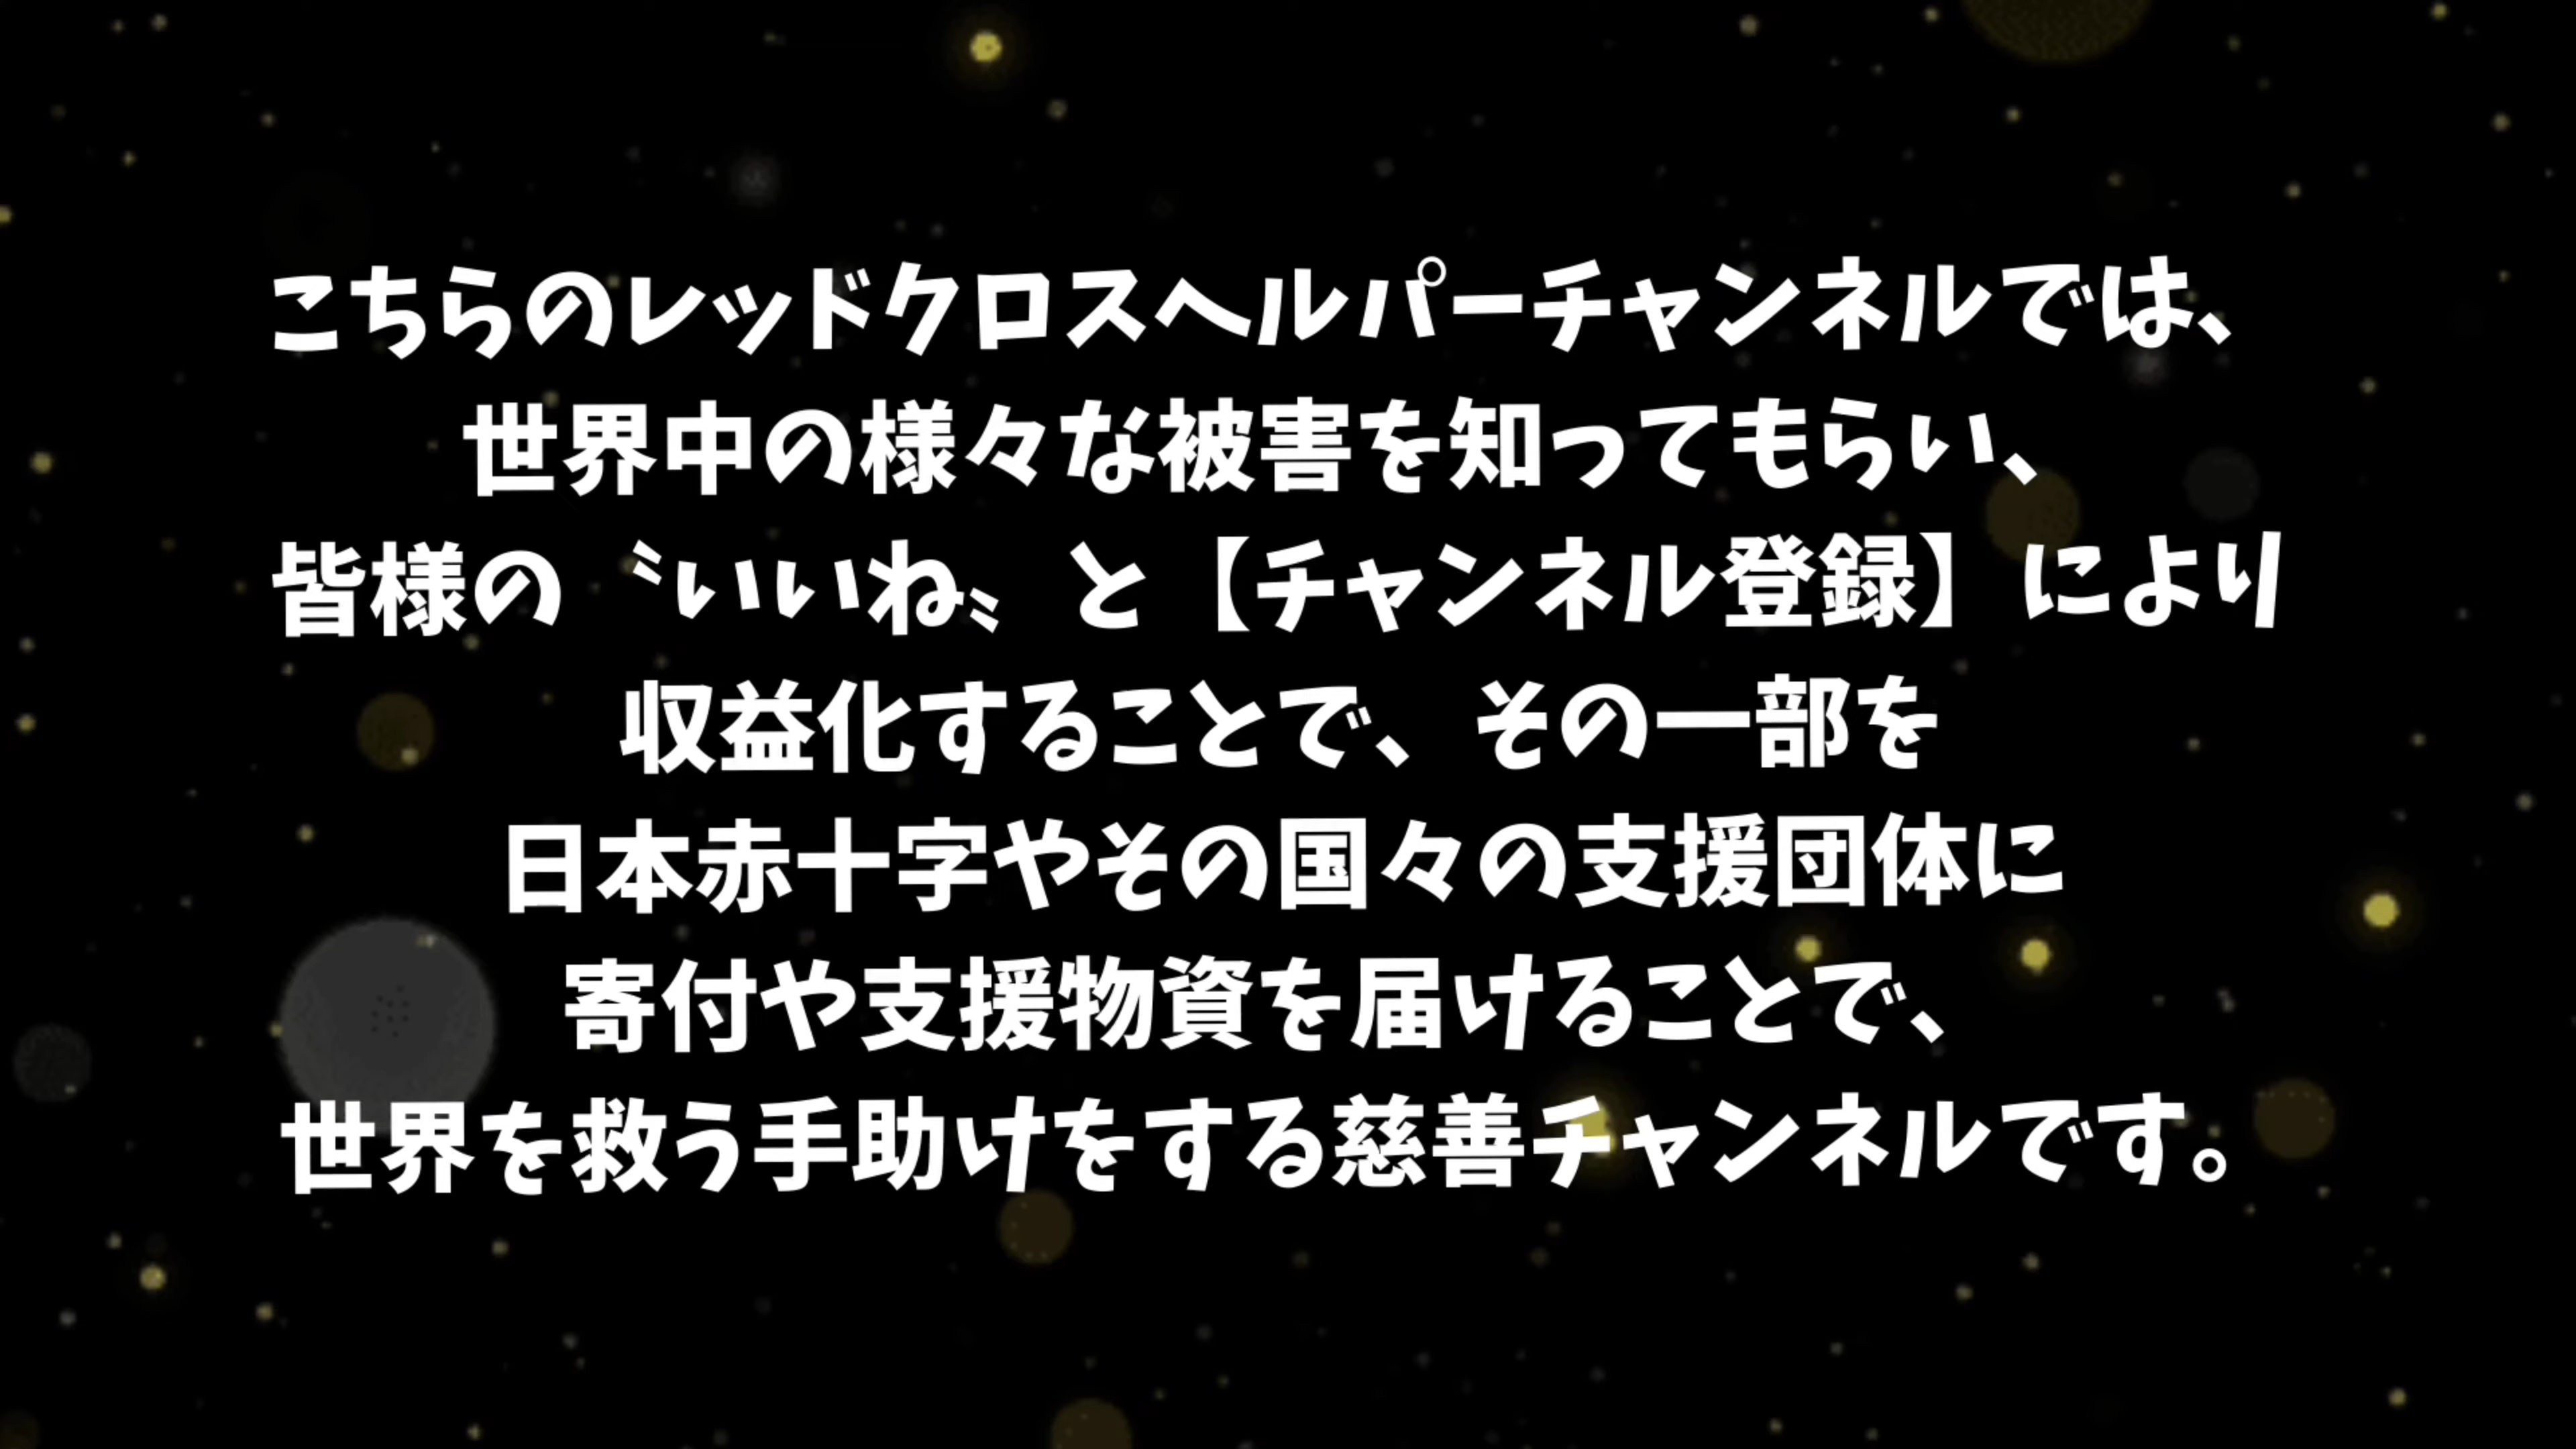 こちらのレッドクロスヘルパーチャンネルでは、
世界中の様々な被害を知ってもらい、
皆様の〝いいね〟と【チャンネル登録】により
収益化することで、その一部を
日本赤十字やその国々の支援団体に
寄付や支援物資を届けることで、
世界を救う手助けをする慈善チャンネルです。